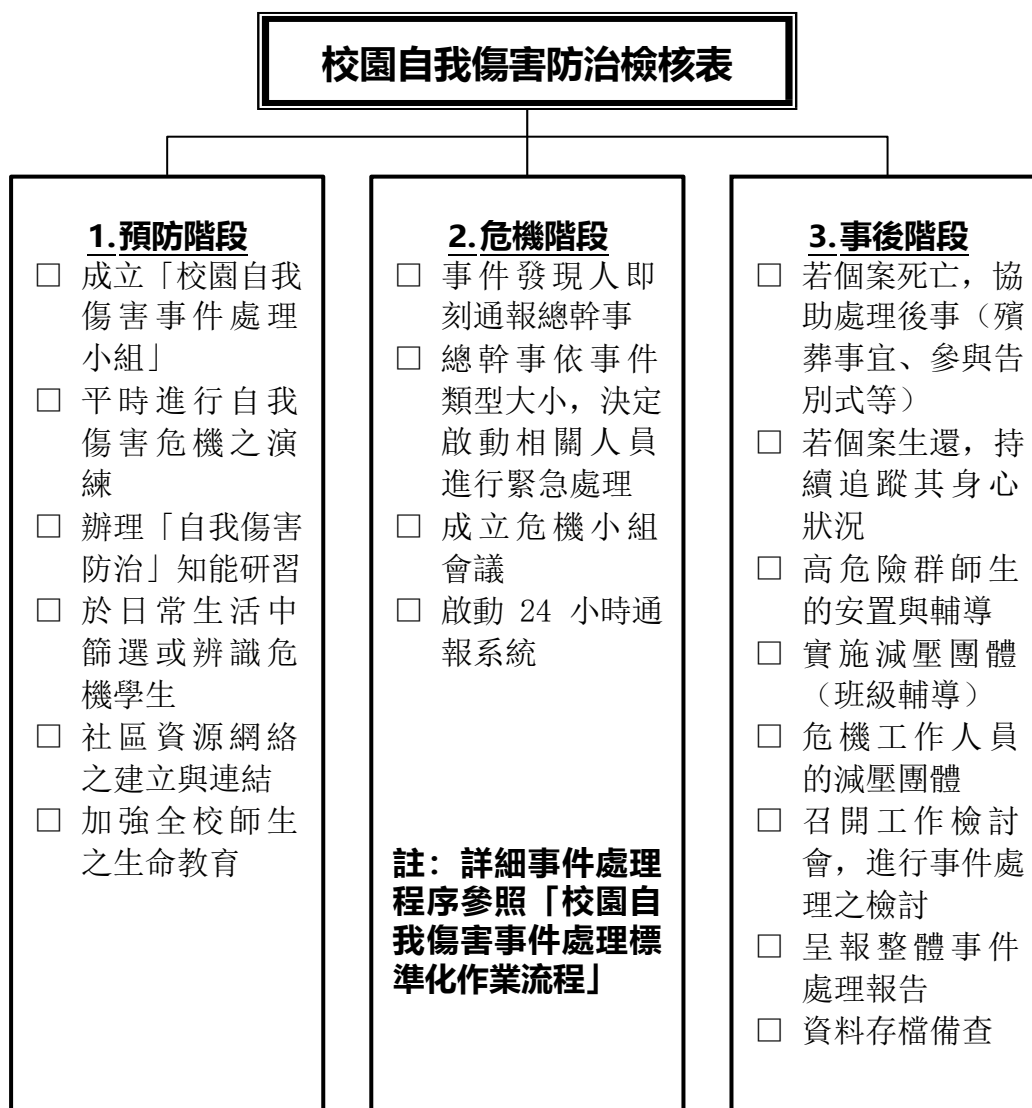 校園自我傷害防治檢核表
1.預防階段
□ 成立「校園自我
傷害事件處理
小組」
□ 平時進行自我
傷害危機之演
練
□ 辦理「自我傷害
防治」知能研習
□ 於日常生活中
篩選或辨識危
機學生
□ 社區資源網絡
之建立與連結
□ 加強全校師生
之生命教育
2.危機階段
□ 事件發現人即
刻通報總幹事
□ 總幹事依事件
類型大小，決定
啟動相關人員
進行緊急處理
□ 成立危機小組
會議
□ 啟動 24 小時通
報系統
註：詳細事件處理
程序參照「校園自
我傷害事件處理標
準化作業流程」
3.事後階段
□ 若個案死亡，協
助處理後事（殯
葬事宜、參與告
別式等）
□ 若個案生還，持
續追蹤其身心
狀況
□ 高危險群師生
的安置與輔導
□ 實施減壓團體
（班級輔導）
□ 危機工作人員
的減壓團體
□ 召開工作檢討
會，進行事件處
理之檢討
□ 呈報整體事件
處理報告
□ 資料存檔備查